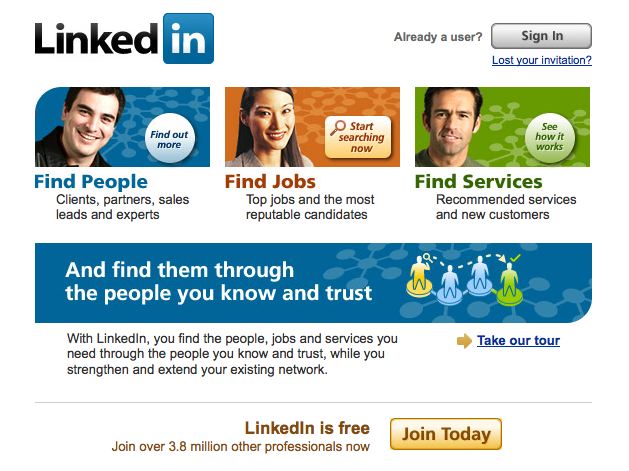 Linked in
Already a user?
Sign In
Lost your invitation?
Find out
more
Start
searching
now
See
how it
works
Find People
Clients, partners, sales
leads and experts
Find Jobs
Top jobs and the most
reputable candidates
Find Services
Recommended services
and new customers
And find them through
the people you know and trust
With LinkedIn, you find the people, jobs and services you
need through the people you know and trust, while you
strengthen and extend your existing network.
Take our tour
LinkedIn is free
Join over 3.8 million other professionals now
Join Today